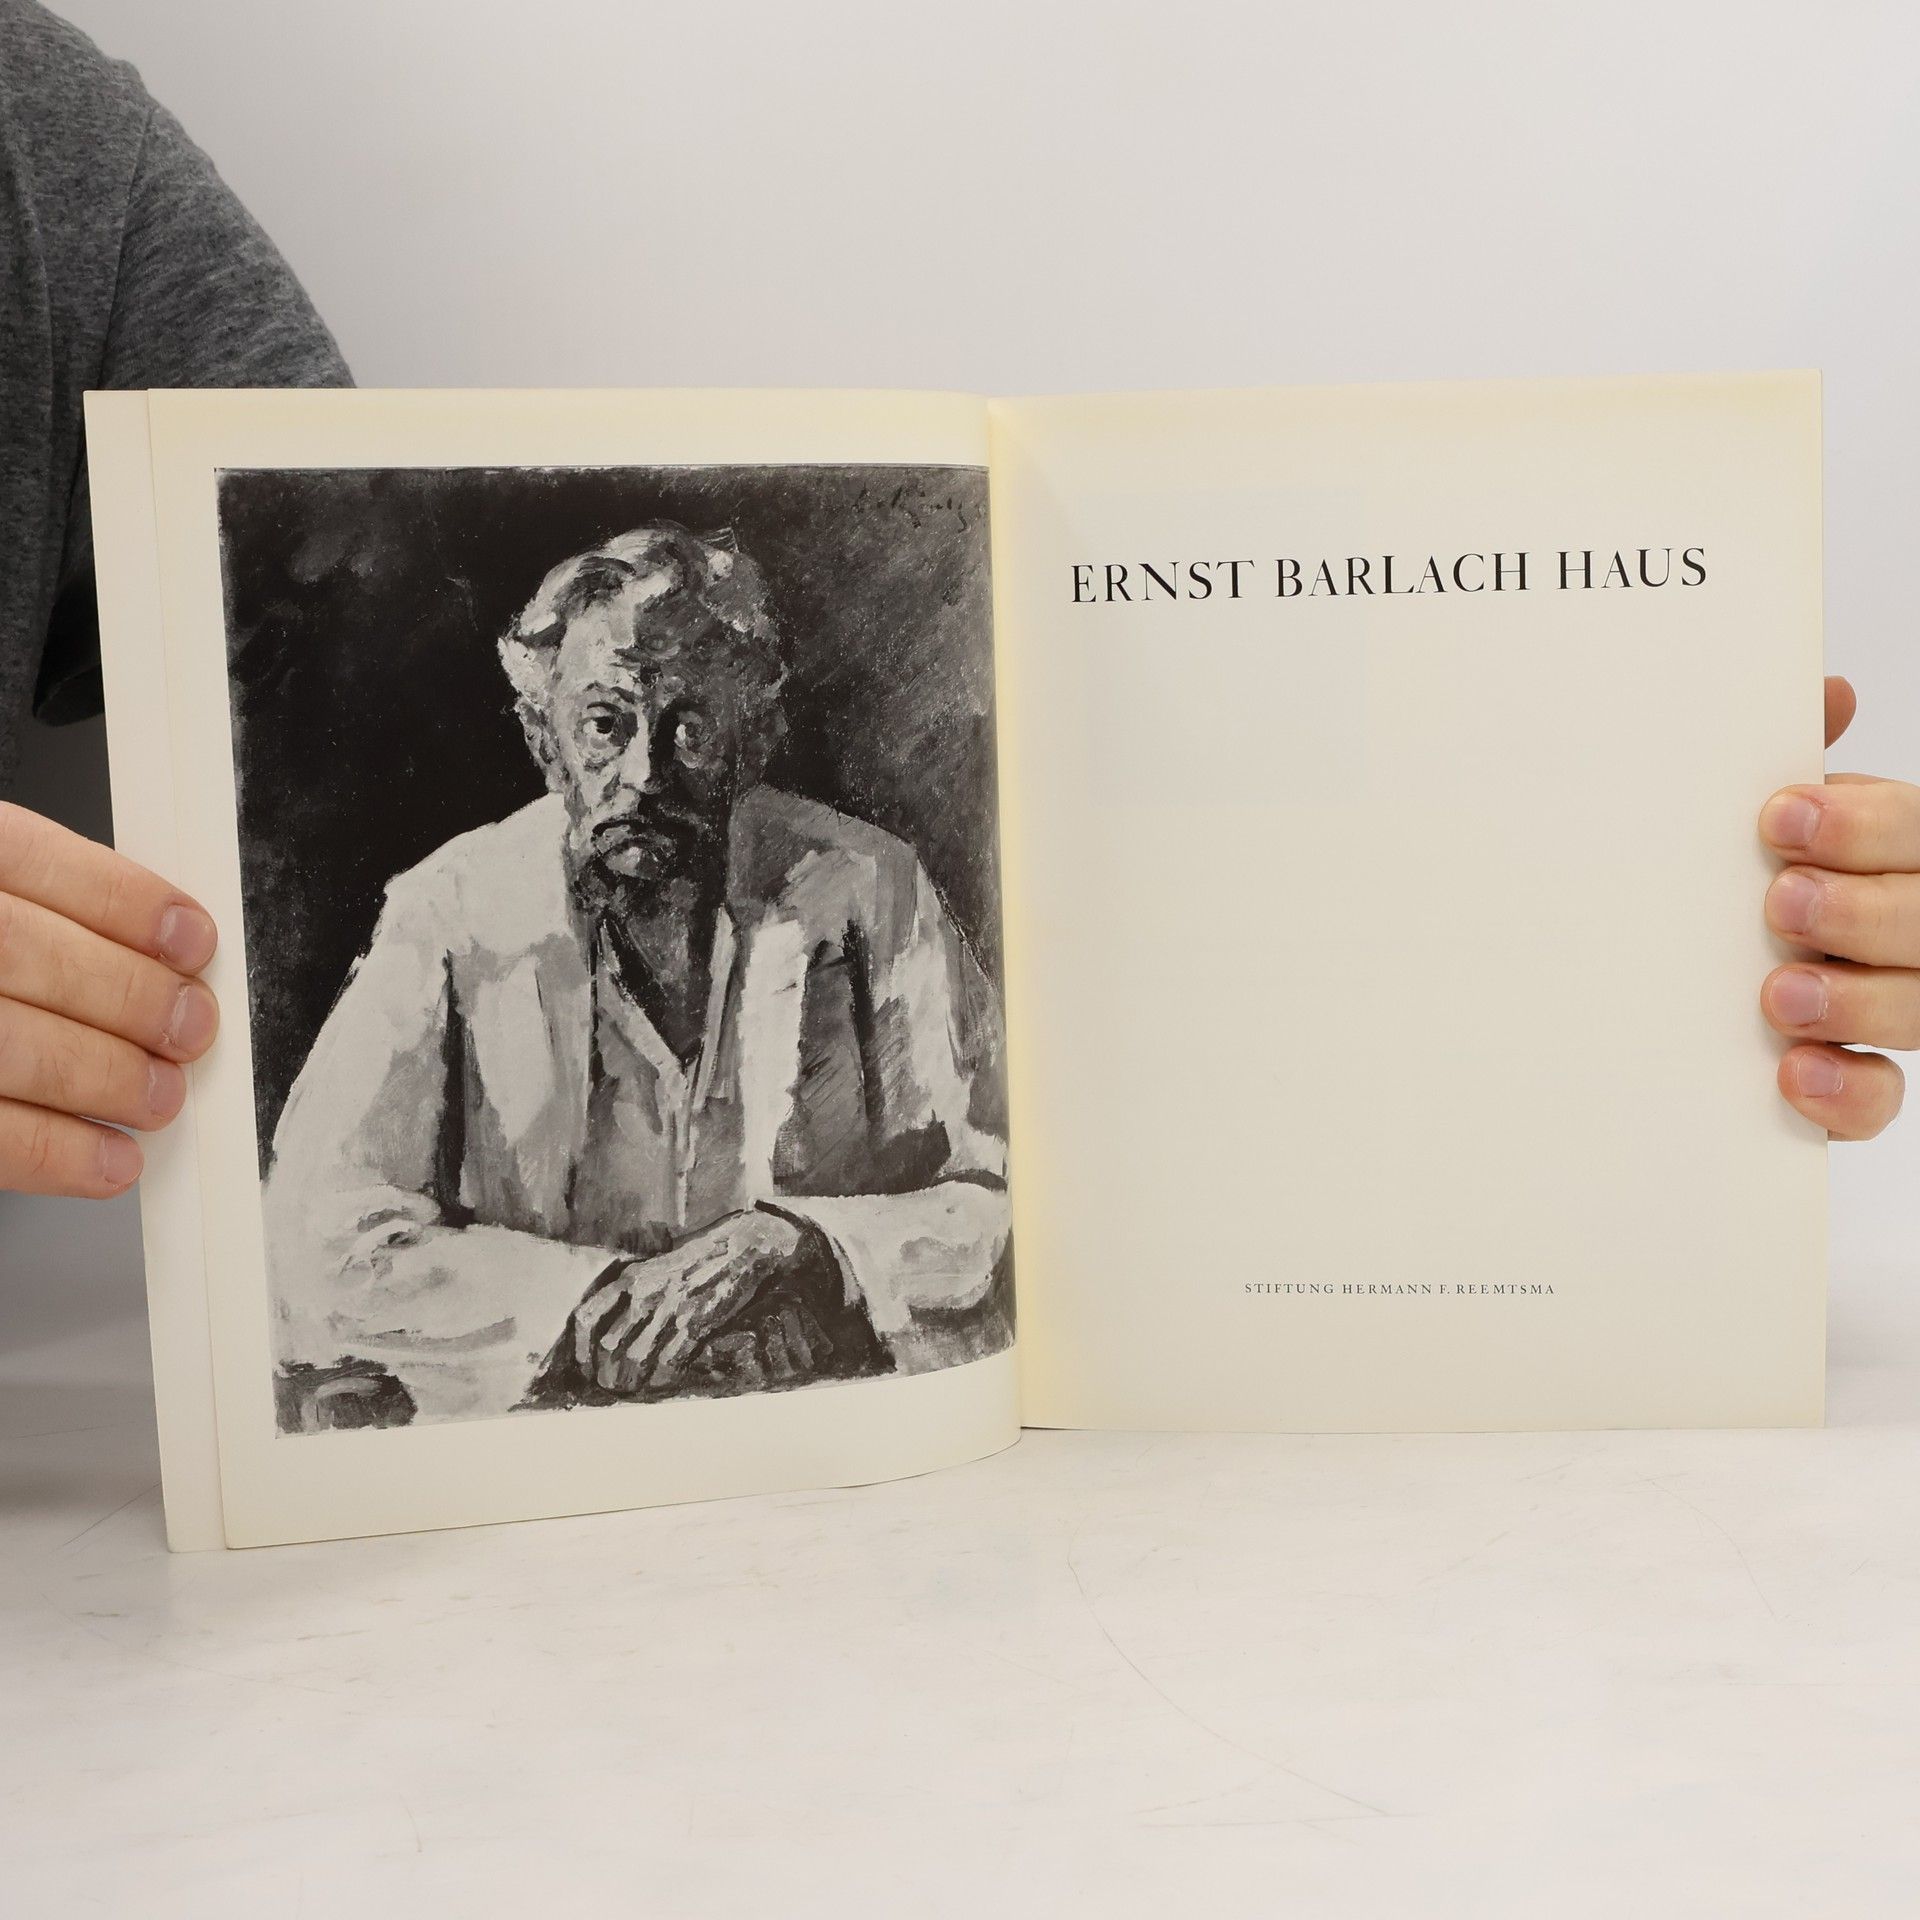 ERNST BARLACH HAUS
STIFTUNG HERMANN F. REEMTSMA